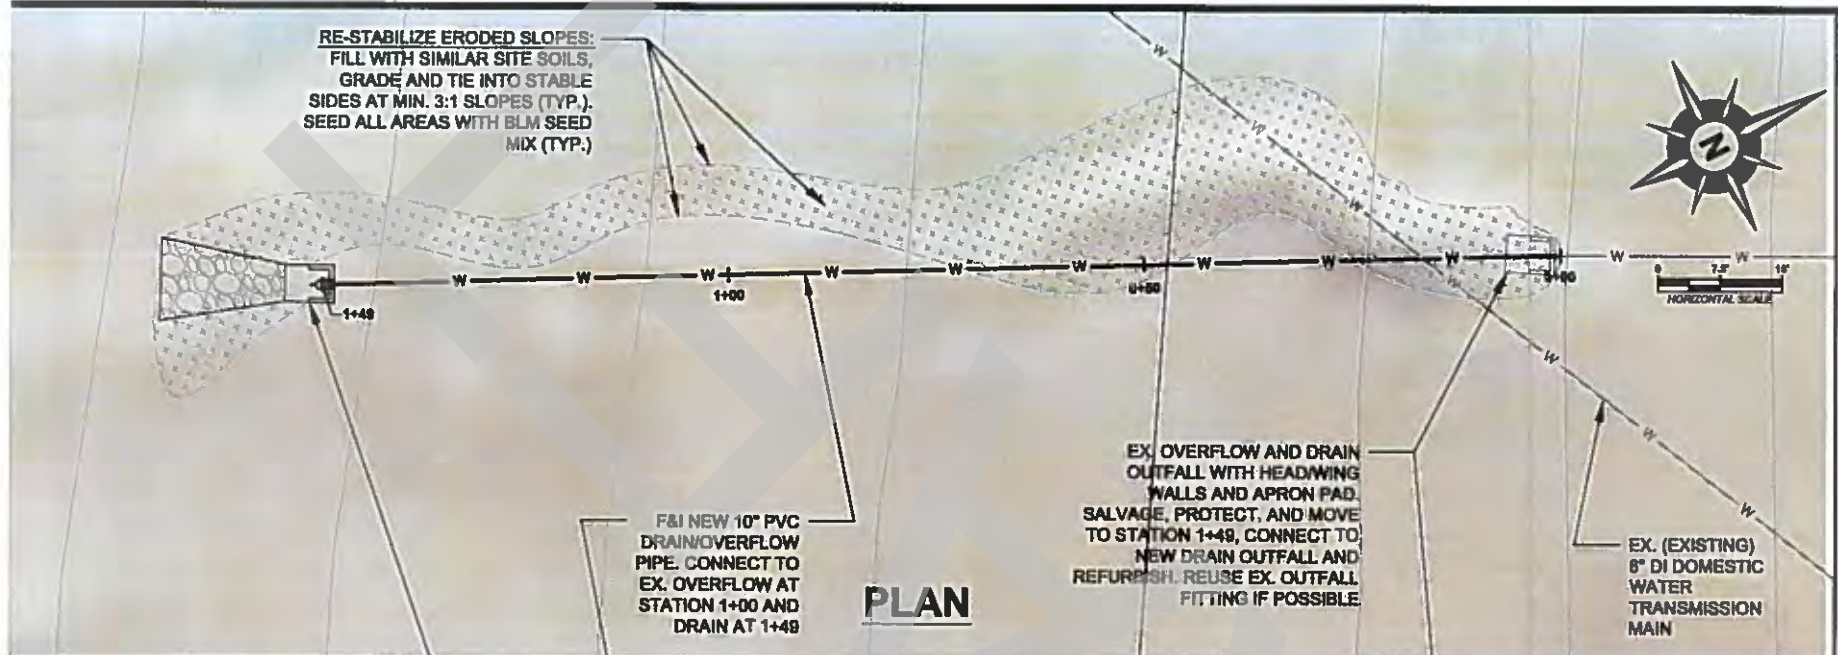 RE-STABILIZE ERODED SLOPES:
FILL WITH SIMILAR SITE SOILS,
GRADE AND TIE INTO STABLE
SIDES AT MIN. 3:1 SLOPES (TYP.).
SEED ALL AREAS WITH BLM SEED
MIX (TYP.)
W
W
W
W
W
W
W
W
N
W
W
W
W
W
W
W
W
W
W
W
1+49
1+00
0+50
0+00
0 7.5' 15'
HORIZONTAL SCALE
F&I NEW 10" PVC
DRAIN/OVERFLOW
PIPE. CONNECT TO
EX. OVERFLOW AT
STATION 1+00 AND
DRAIN AT 1+49
PLAN
EX. OVERFLOW AND DRAIN
OUTFALL WITH HEAD/WING
WALLS AND APRON PAD.
SALVAGE, PROTECT, AND MOVE
TO STATION 1+49, CONNECT TO
NEW DRAIN OUTFALL AND
REFURBISH. REUSE EX. OUTFALL
FITTING IF POSSIBLE
EX. (EXISTING)
DI DOMESTIC
WATER
TRANSMISSION
MAIN